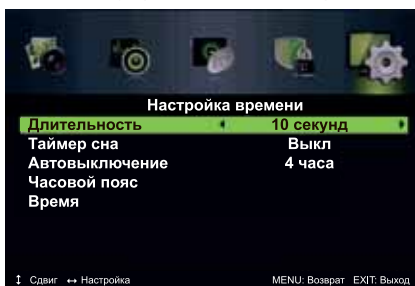 Настройка времени
Длительность 10 секунд
Таймер сна Выкл
Автовыключение 4 часа
Часовой пояс
Время
Сдвиг Настройка MENU: Возврат EXIT: Выход